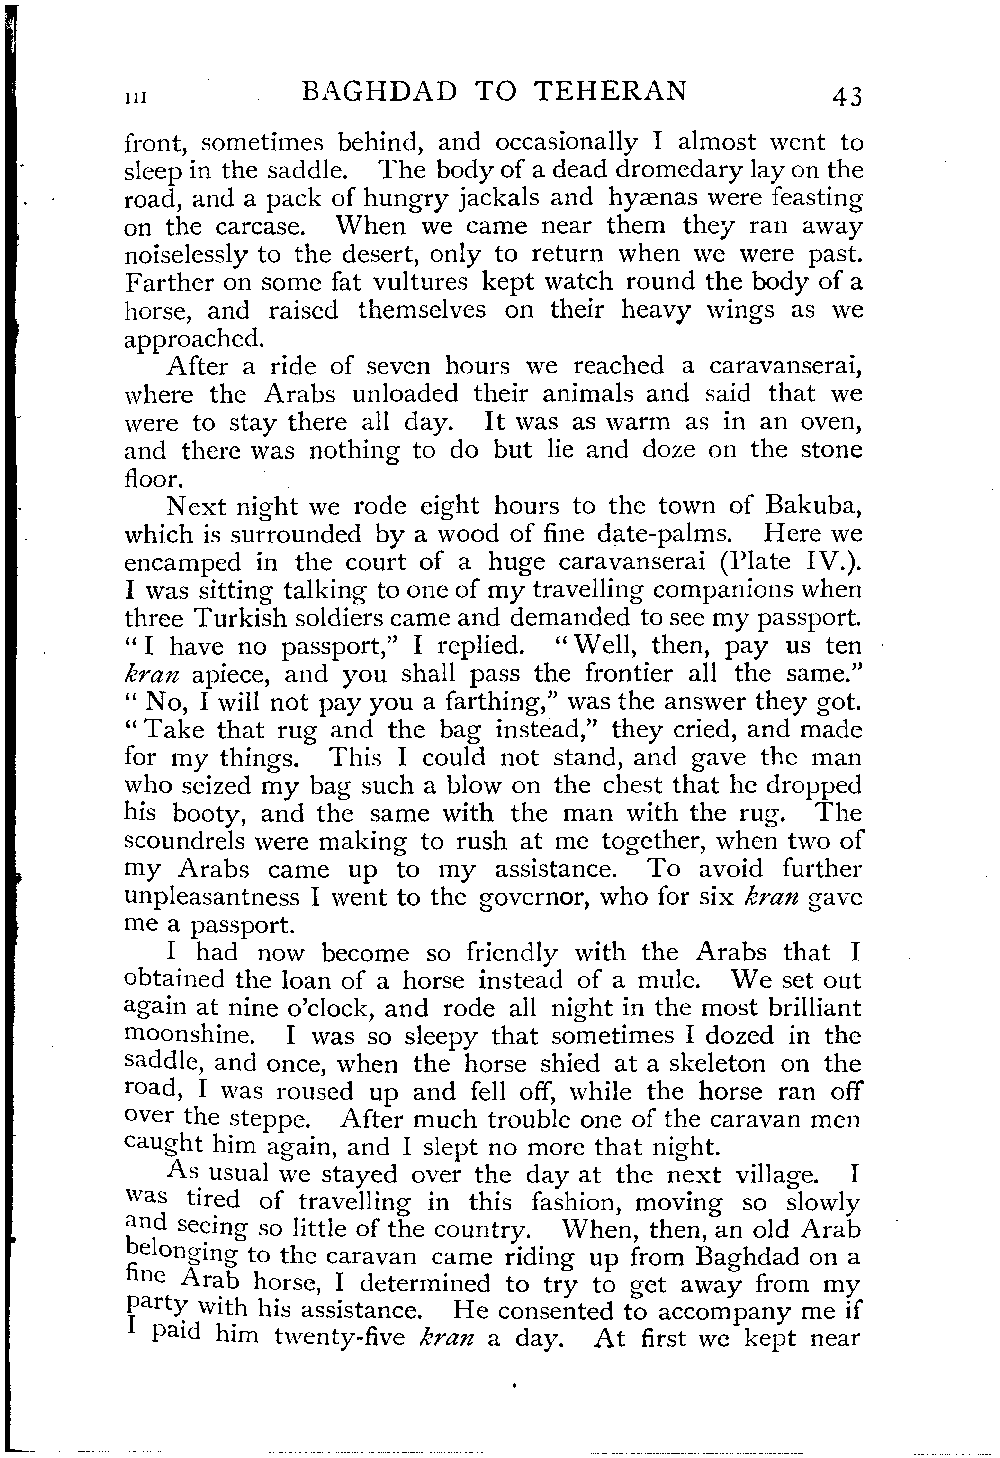 III BAGHDAD TO TEHERAN 43
front, sometimes behind, and occasionally I almost went to
sleep in the saddle. The body of a dead dromedary lay on the
road, and a pack of hungry jackals and hyænas were feasting
on the carcase. When we came near them they ran away
noiselessly to the desert, only to return when we were past.
Farther on some fat vultures kept watch round the body of a
horse, and raised themselves on their heavy wings as we
approached.
After a ride of seven hours we reached a caravanserai,
where the Arabs unloaded their animals and said that we
were to stay there all day. It was as warm as in an oven,
and there was nothing to do but lie and doze on the stone
floor.
Next night we rode eight hours to the town of Bakuba,
which is surrounded by a wood of fine date-palms. Here we
encamped in the court of a huge caravanserai (Plate IV.).
I was sitting talking to one of my travelling companions when
three Turkish soldiers came and demanded to see my passport.
“I have no passport,” I replied. “Well, then, pay us ten
kran apiece, and you shall pass the frontier all the same.”
“No, I will not pay you a farthing,” was the answer they got.
“Take that rug and the bag instead,” they cried, and made
for my things. This I could not stand, and gave the man
who seized my bag such a blow on the chest that he dropped
his booty, and the same with the man with the rug. The
scoundrels were making to rush at me together, when two of
my Arabs came up to my assistance. To avoid further
unpleasantness I went to the governor, who for six kran gave
me a passport.
I had now become so friendly with the Arabs that I
obtained the loan of a horse instead of a mule. We set out
again at nine o’clock, and rode all night in the most brilliant
moonshine. I was so sleepy that sometimes I dozed in the
saddle, and once, when the horse shied at a skeleton on the
road, I was roused up and fell off, while the horse ran off
over the steppe. After much trouble one of the caravan men
caught him again, and I slept no more that night.
As usual we stayed over the day at the next village. I
was tired of travelling in this fashion, moving so slowly
and seeing so little of the country. When, then, an old Arab
belonging to the caravan came riding up from Baghdad on a
fine Arab horse, I determined to try to get away from my
party with his assistance. He consented to accompany me if
I paid him twenty-five kran a day. At first we kept near